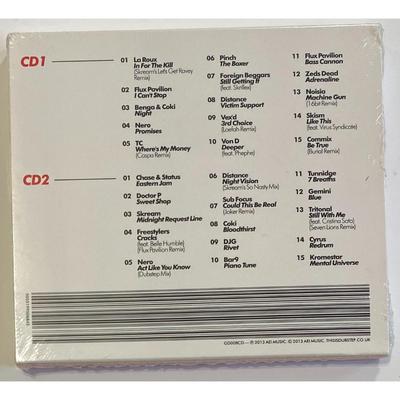 CD1
01 La Roux
In For The Kill
(Skream's Let's Get Ravey
Remix)
02 Flux Pavilion
I Can't Stop
03 Benga & Coki
Night
04 Nero
Promises
05 TC
Where's My Money
(Caspa Remix)
06 Pinch
The Boxer
07 Foreign Beggars
Still Getting It
(feat. Skrillex)
08 Distance
Victim Support
09 Vex'd
3rd Choice
(Loefah Remix)
10 Von D
Deeper
(feat. Phephe)
11 Flux Pavilion
Bass Cannon
12 Zeds Dead
Adrenaline
13 Noisia
Machine Gun
(16bit Remix)
14 Skism
Like This
(feat. Virus Syndicate)
15 Commix
Be True
(Burial Remix)
CD2
01 Chase & Status
Eastern Jam
02 Doctor P
Sweet Shop
03 Skream
Midnight Request Line
04 Freestylers
Cracks
(feat. Belle Humble)
(Flux Pavilion Remix)
05 Nero
Act Like You Know
(Dubstep Mix)
06 Distance
Night Vision
(Skream's So Nasty Mix)
07 Sub Focus
Could This Be Real
(Joker Remix)
08 Coki
Bloodthirst
09 DJG
Rivet
10 Bar9
Piano Tune
11 Tunnidge
7 Breaths
12 Gemini
Blue
13 Tritonal
Still With Me
(feat. Cristina Soto)
(Seven Lions Remix)
14 Cyrus
Redrum
15 Kromestar
Mental Universe
℗ 2013 AEI MUSIC. © 2013 AEI MUSIC. THISISDUBSTEP.CO.UK